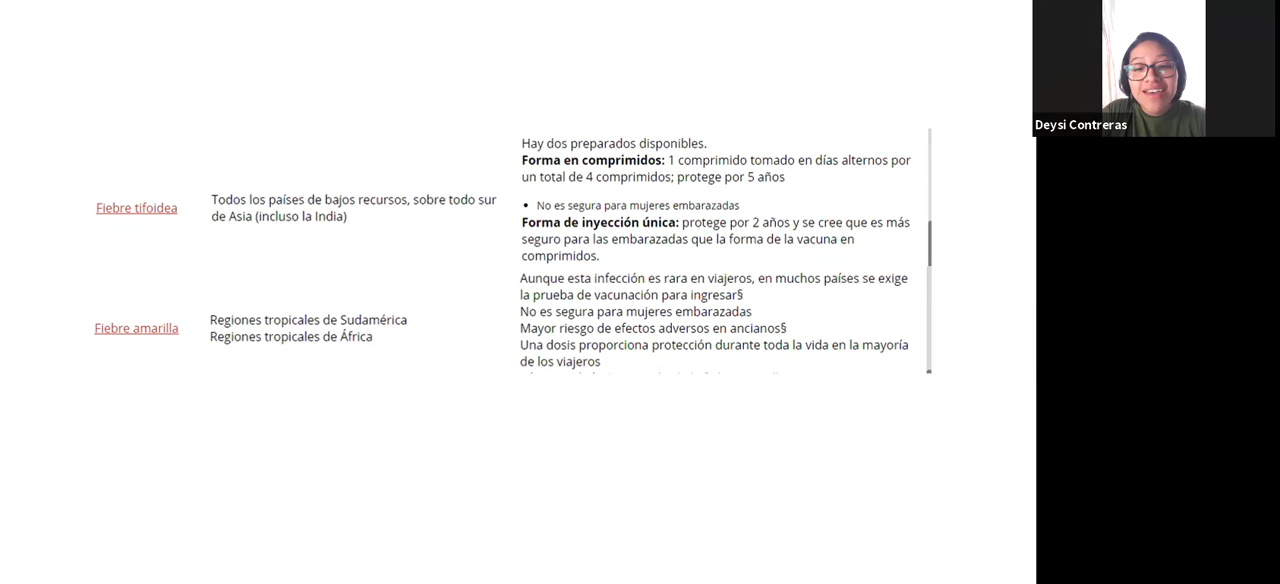 Fiebre tifoidea
Todos los países de bajos recursos, sobre todo sur
de Asia (incluso la India)
Hay dos preparados disponibles.
Forma en comprimidos: 1 comprimido tomado en días alternos por
un total de 4 comprimidos; protege por 5 años
• No es segura para mujeres embarazadas
Forma de inyección única: protege por 2 años y se cree que es más
seguro para las embarazadas que la forma de la vacuna en
comprimidos.
Fiebre amarilla
Regiones tropicales de Sudamérica
Regiones tropicales de África
Aunque esta infección es rara en viajeros, en muchos países se exige
la prueba de vacunación para ingresar§
No es segura para mujeres embarazadas
Mayor riesgo de efectos adversos en ancianos§
Una dosis proporciona protección durante toda la vida en la mayoría
de los viajeros
Deysi Contreras